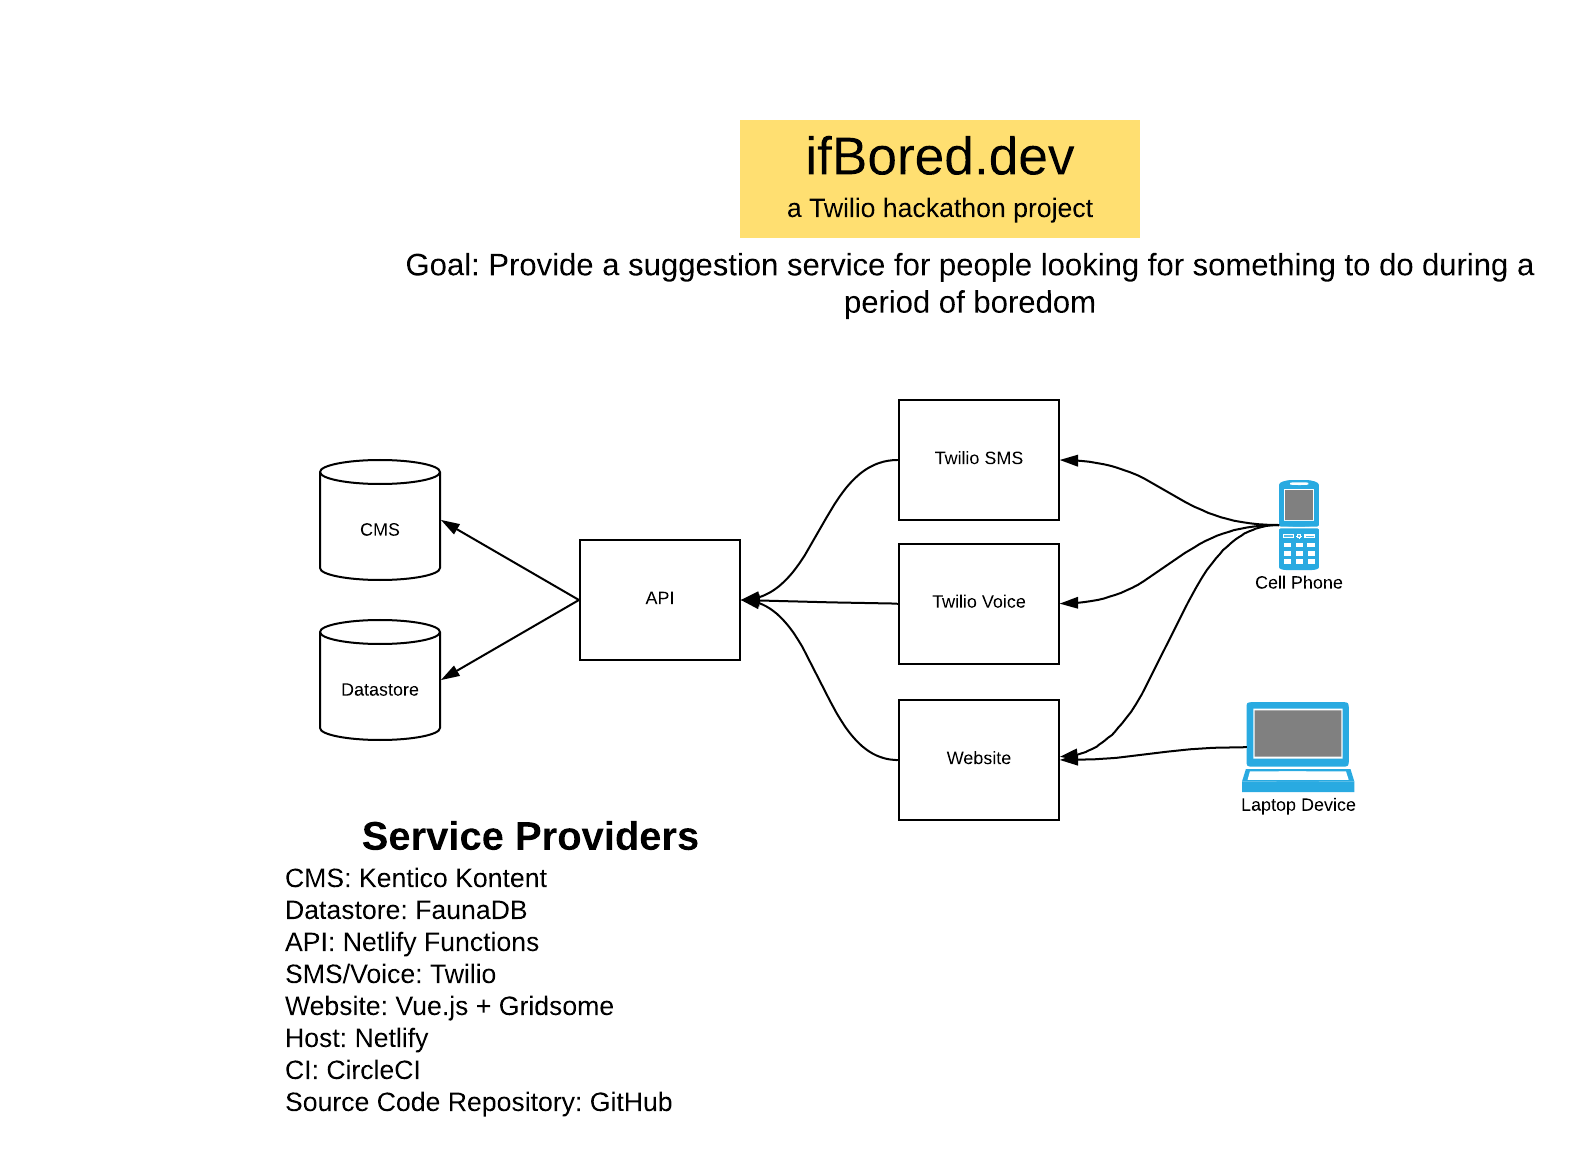 ifBored.dev
a Twilio hackathon project
Goal: Provide a suggestion service for people looking for something to do during a
period of boredom
Twilio SMS
CMS
Cell Phone
API
Twilio Voice
Datastore
Website
Laptop Device
Service Providers
CMS: Kentico Kontent
Datastore: FaunaDB
API: Netlify Functions
SMS/Voice: Twilio
Website: Vue.js + Gridsome
Host: Netlify
CI: CircleCI
Source Code Repository: GitHub